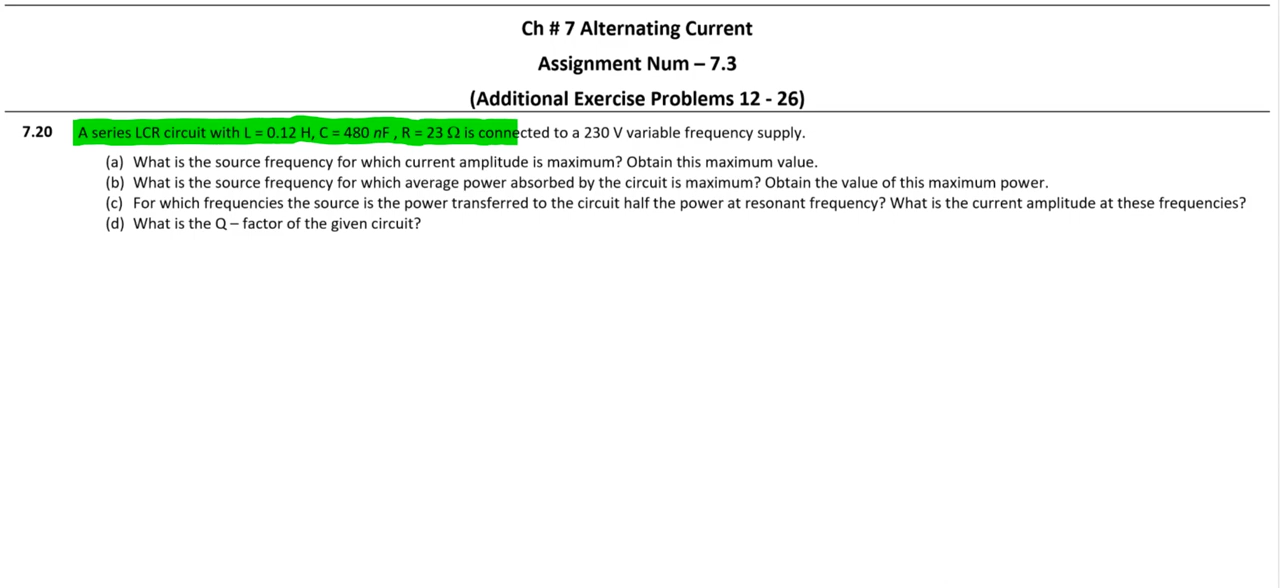 Ch # 7 Alternating Current
Assignment Num – 7.3
(Additional Exercise Problems 12 - 26)
7.20 A series LCR circuit with L = 0.12 H, C = 480 nF , R = 23 Ω is connected to a 230 V variable frequency supply.
(a) What is the source frequency for which current amplitude is maximum? Obtain this maximum value.
(b) What is the source frequency for which average power absorbed by the circuit is maximum? Obtain the value of this maximum power.
(c) For which frequencies the source is the power transferred to the circuit half the power at resonant frequency? What is the current amplitude at these frequencies?
(d) What is the Q – factor of the given circuit?